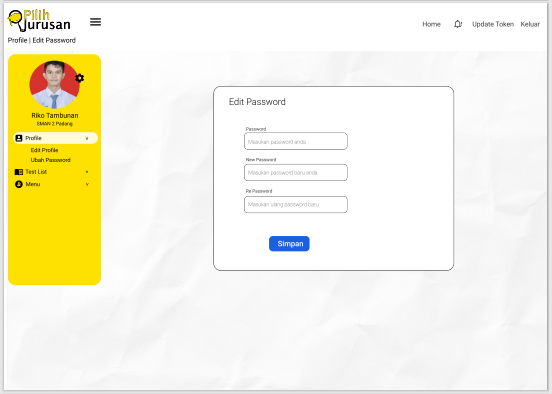 Pilih
Jurusan
Home
Update Token
Keluar
Profile | Edit Password
Riko Tambunan
SMAN 2 Padang
Profile
Edit Profile
Ubah Password
Test List
Menu
Edit Password
Password
Masukan password anda
New Password
Masukan password baru anda
Re Password
Masukan ulang password baru
Simpan